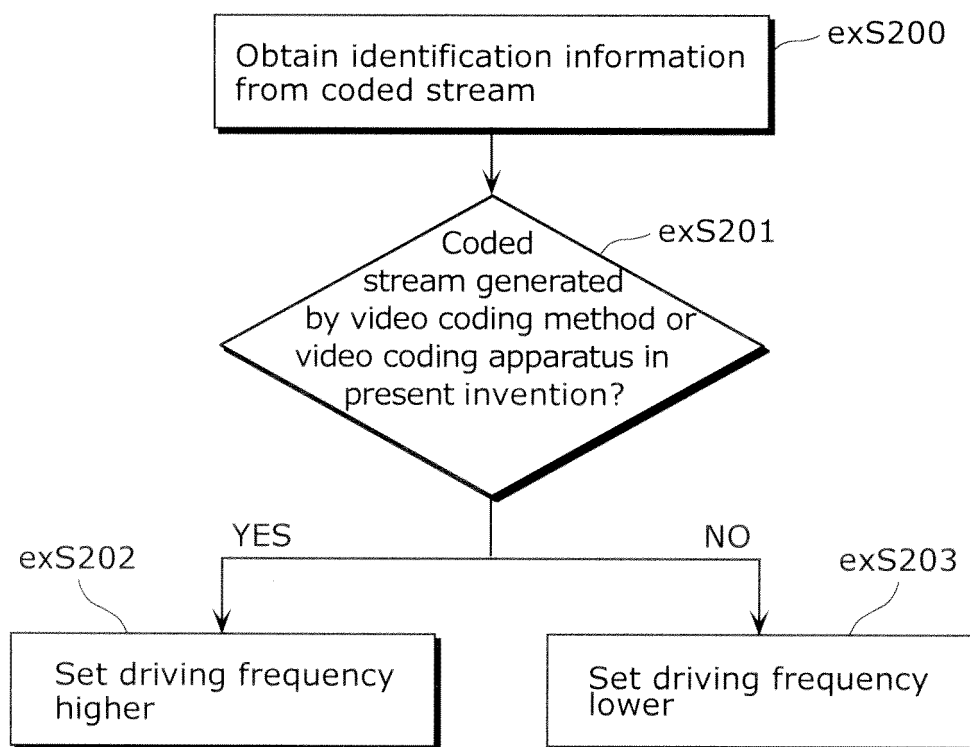 exS200
Obtain identification information
from coded stream
exS201
Coded
stream generated
by video coding method or
video coding apparatus in
present invention?
YES
NO
exS202
exS203
Set driving frequency
higher
Set driving frequency
lower